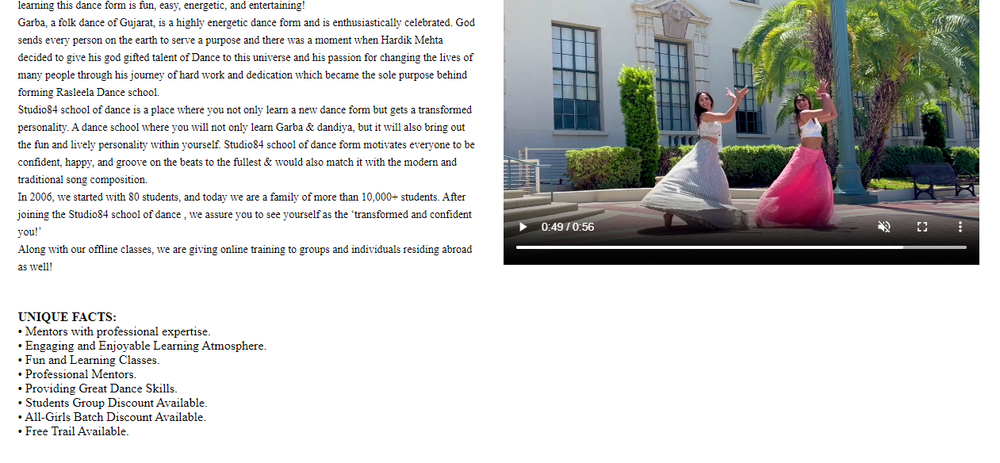 learning this dance form is fun, easy, energetic, and entertaining!
Garba, a folk dance of Gujarat, is a highly energetic dance form and is enthusiastically celebrated. God
sends every person on the earth to serve a purpose and there was a moment when Hardik Mehta
decided to give his god gifted talent of Dance to this universe and his passion for changing the lives of
many people through his journey of hard work and dedication which became the sole purpose behind
forming Rasleela Dance school.
Studio84 school of dance is a place where you not only learn a new dance form but gets a transformed
personality. A dance school where you will not only learn Garba & dandiya, but it will also bring out
the fun and lively personality within yourself. Studio84 school of dance form motivates everyone to be
confident, happy, and groove on the beats to the fullest & would also match it with the modern and
traditional song composition.
In 2006, we started with 80 students, and today we are a family of more than 10,000+ students. After
joining the Studio84 school of dance , we assure you to see yourself as the ‘transformed and confident
you!’
Along with our offline classes, we are giving online training to groups and individuals residing abroad
as well!
UNIQUE FACTS:
• Mentors with professional expertise.
• Engaging and Enjoyable Learning Atmosphere.
• Fun and Learning Classes.
• Professional Mentors.
• Providing Great Dance Skills.
• Students Group Discount Available.
• All-Girls Batch Discount Available.
• Free Trail Available.
0:49 / 0:56